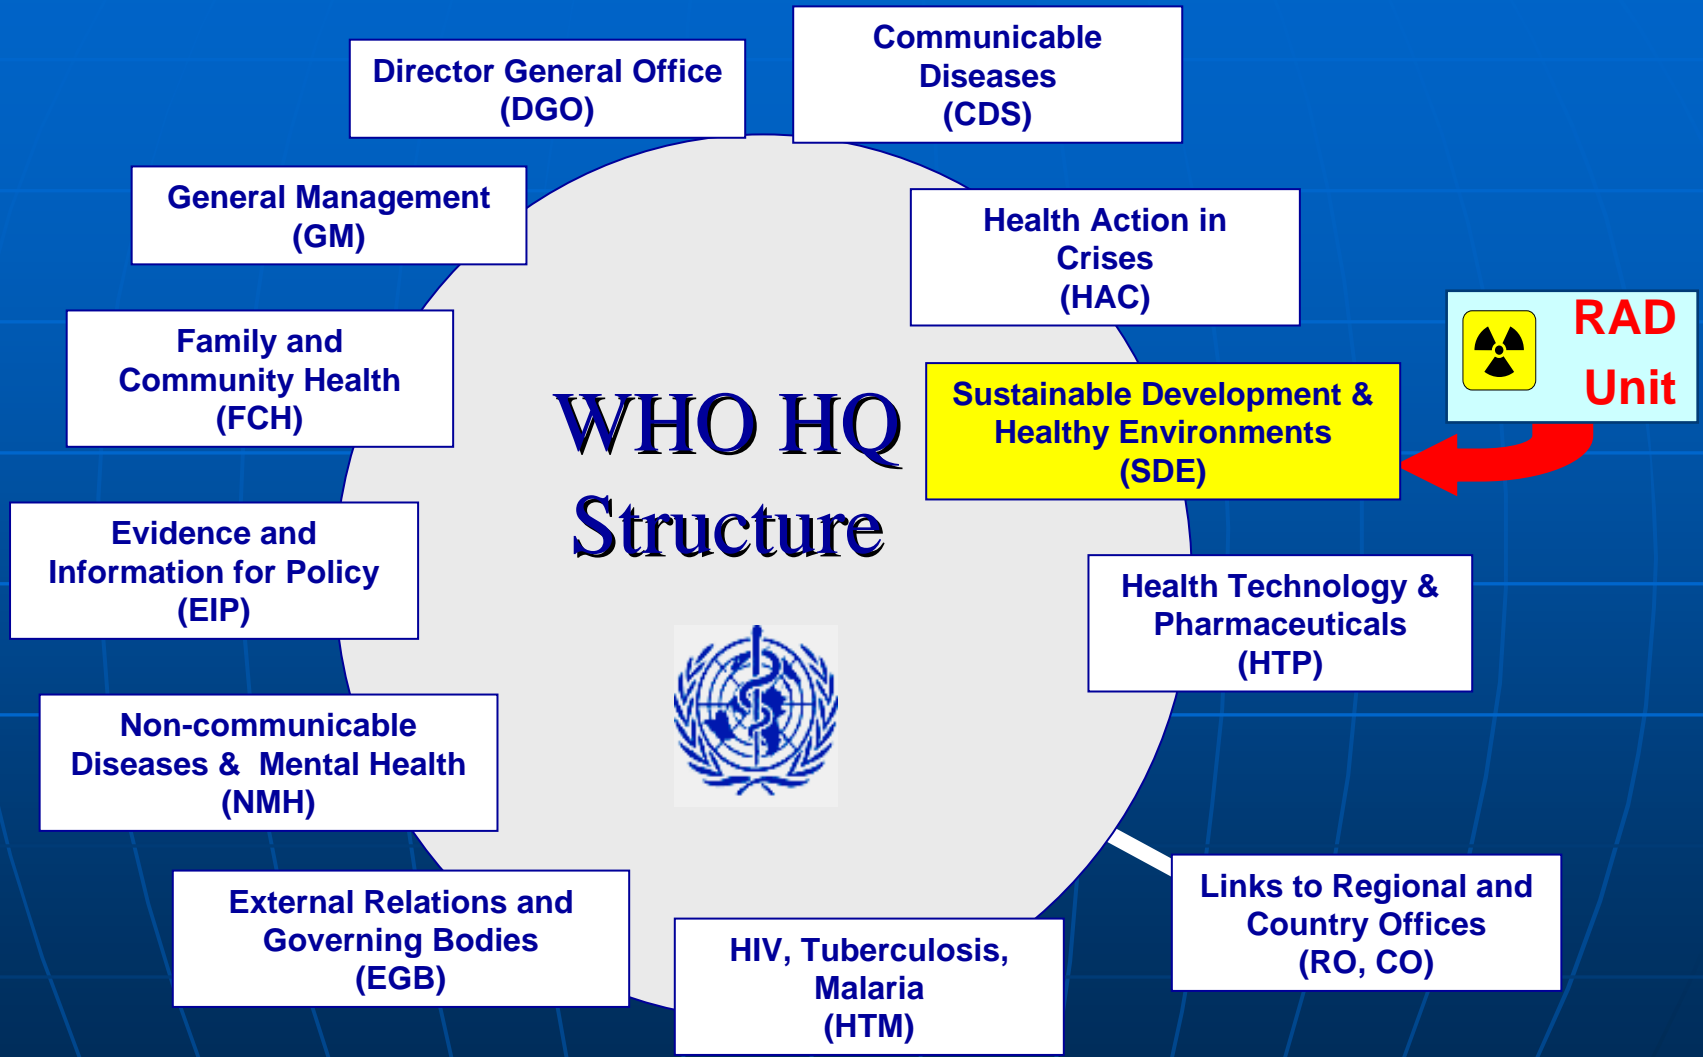 Director General Office
(DGO)
Communicable
Diseases
(CDS)
General Management
(GM)
Health Action in
Crises
(HAC)
RAD
Unit
Family and
Community Health
(FCH)
Sustainable Development &
Healthy Environments
(SDE)
WHO HQ
Structure
Evidence and
Information for Policy
(EIP)
Health Technology &
Pharmaceuticals
(HTP)
Non-communicable
Diseases &  Mental Health
(NMH)
External Relations and
Governing Bodies
(EGB)
HIV, Tuberculosis,
Malaria
(HTM)
Links to Regional and
Country Offices
(RO, CO)